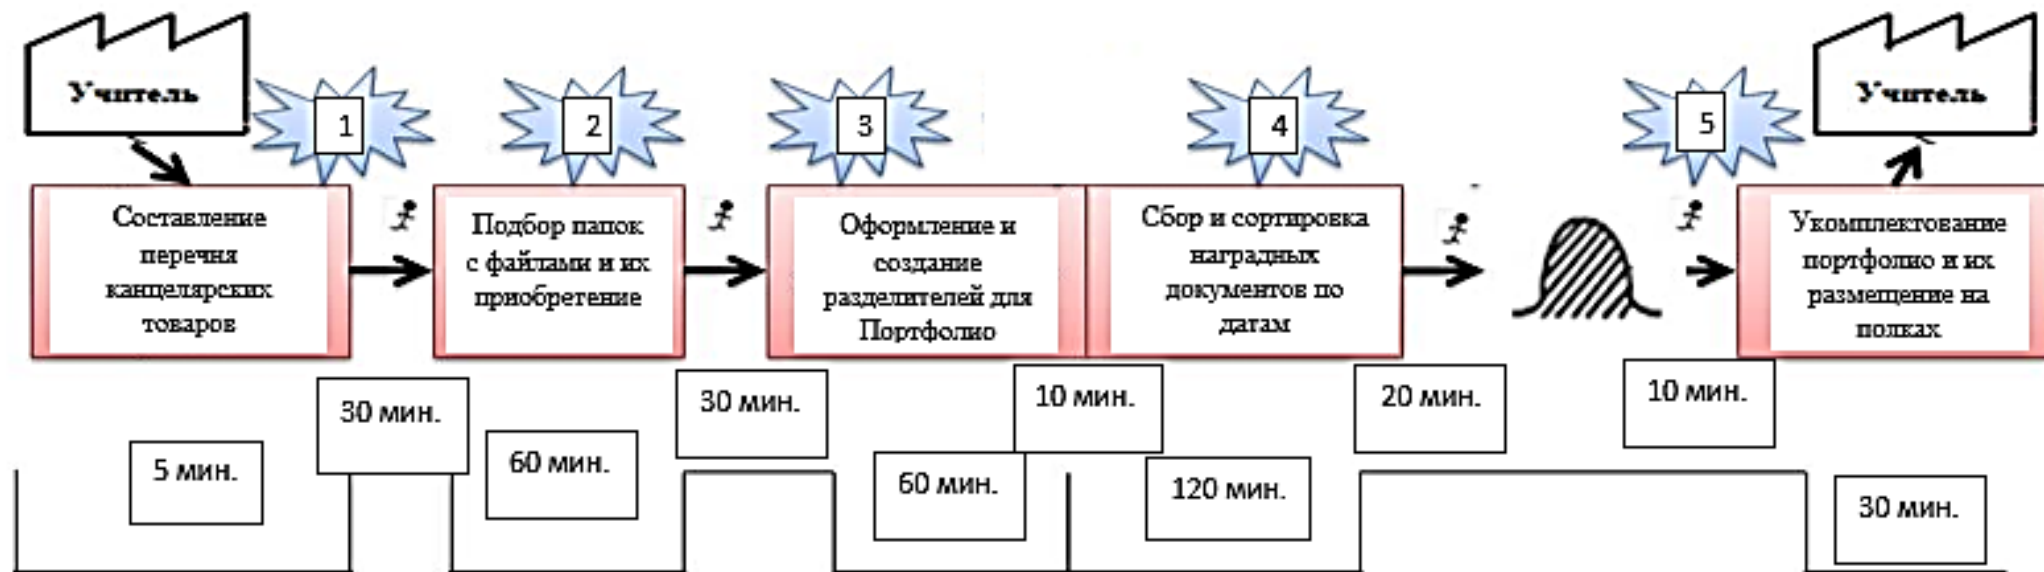 Учитель
1
2
3
4
5
Учитель
Составление
перечня
канцелярских
товаров
Подбор папок
с файлами и их
приобретение
Оформление и
создание
разделителей для
Портфолио
Сбор и сортировка
наградных
документов по
датам
Укомплектование
портфолио и их
размещение на
полках
30 мин.
30 мин.
10 мин.
20 мин.
10 мин.
5 мин.
60 мин.
60 мин.
120 мин.
30 мин.